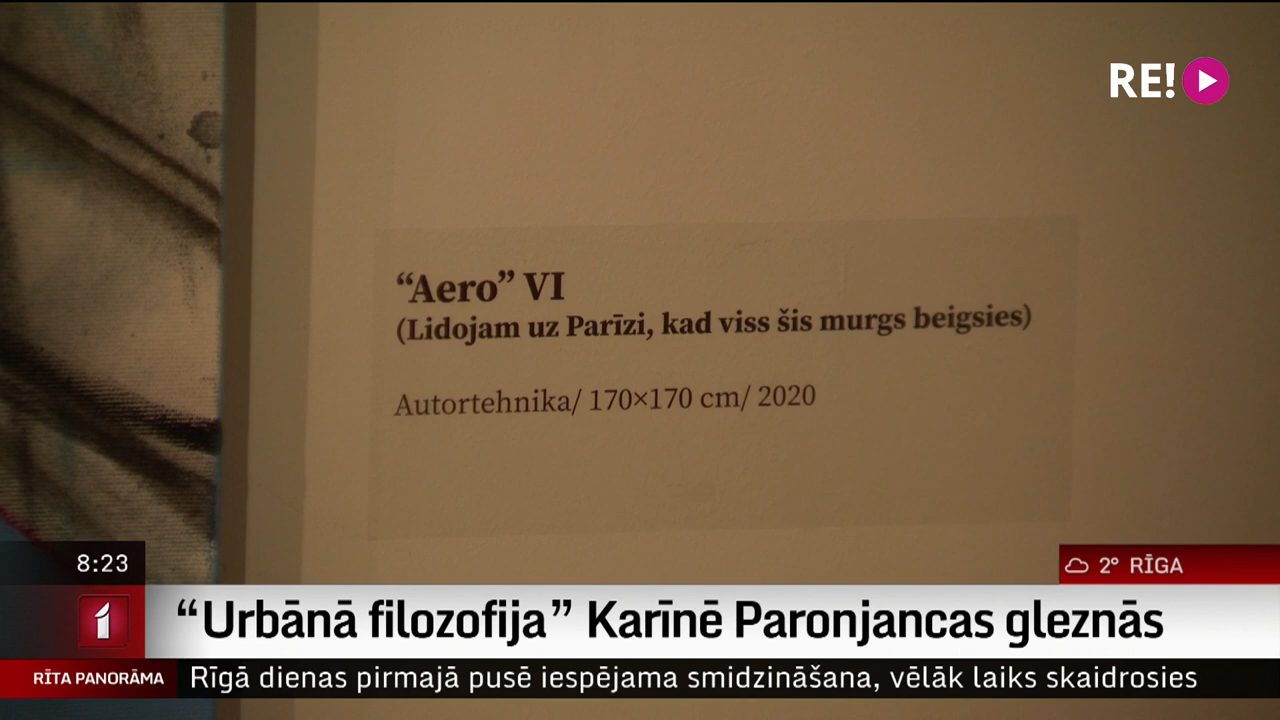 RE!
“Aero” VI
(Lidojam uz Parīzi, kad viss šis murgs beigsies)
Autortehnika/ 170×170 cm/ 2020
8:23
2° RĪGA
1
“Urbānā filozofija” Karīnē Paronjancas gleznās
RĪTA PANORĀMA
Rīgā dienas pirmajā pusē iespējama smidzināšana, vēlāk laiks skaidrosies